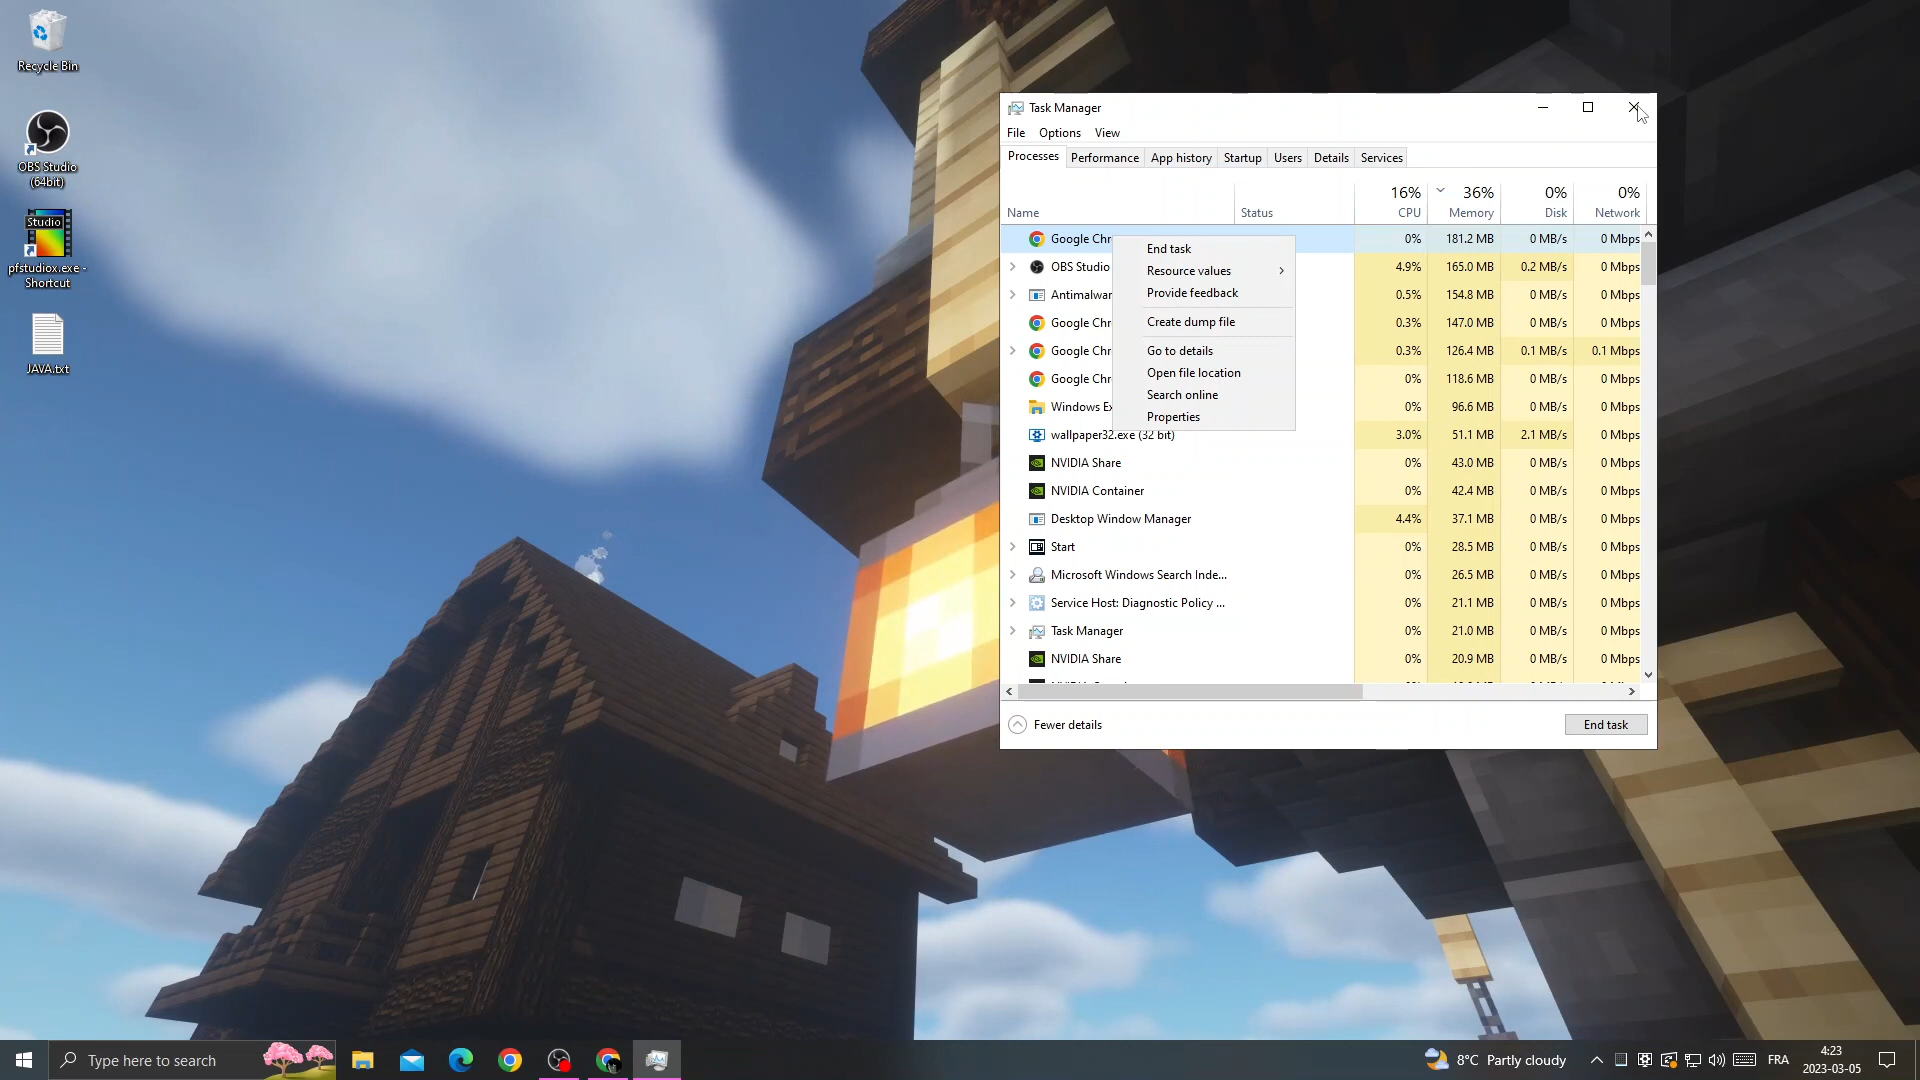 Recycle Bin
OBS Studio
(64bit)
Studio
pfstudiox.exe -
Shortcut
JAVA.txt
Task Manager
File Options View
Processes Performance App history Startup Users Details Services
16% 36% 0% 0%
Name Status CPU Memory Disk Network
Google Chr 0% 181.2 MB 0 MB/s 0 Mbps
OBS Studio 4.9% 165.0 MB 0.2 MB/s 0 Mbps
Antimalwar 0.5% 154.8 MB 0 MB/s 0 Mbps
Google Chr 0.3% 147.0 MB 0 MB/s 0 Mbps
Google Chr 0.3% 126.4 MB 0.1 MB/s 0.1 Mbps
Google Chr 0% 118.6 MB 0 MB/s 0 Mbps
Windows Ex 0% 96.6 MB 0 MB/s 0 Mbps
wallpaper32.exe (32 bit) 3.0% 51.1 MB 2.1 MB/s 0 Mbps
NVIDIA Share 0% 43.0 MB 0 MB/s 0 Mbps
NVIDIA Container 0% 42.4 MB 0 MB/s 0 Mbps
Desktop Window Manager 4.4% 37.1 MB 0 MB/s 0 Mbps
Start 0% 28.5 MB 0 MB/s 0 Mbps
Microsoft Windows Search Inde... 0% 26.5 MB 0 MB/s 0 Mbps
Service Host: Diagnostic Policy ... 0% 21.1 MB 0 MB/s 0 Mbps
Task Manager 0% 21.0 MB 0 MB/s 0 Mbps
NVIDIA Share 0% 20.9 MB 0 MB/s 0 Mbps
End task
Resource values
Provide feedback
Create dump file
Go to details
Open file location
Search online
Properties
Fewer details
End task
Type here to search
8°C Partly cloudy
FRA
4:23
2023-03-05